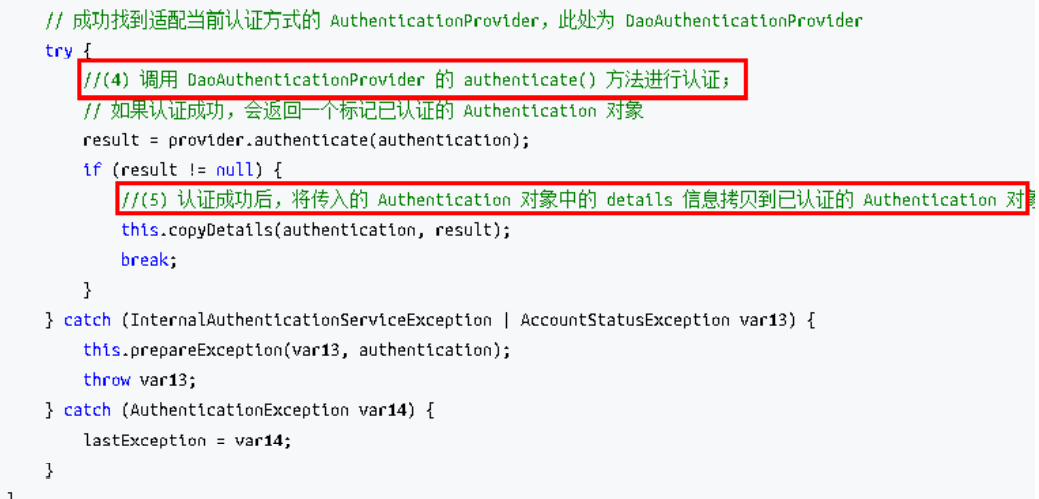 // 成功找到适配当前认证方式的 AuthenticationProvider，此处为 DaoAuthenticationProvider
try {
//(4) 调用 DaoAuthenticationProvider 的 authenticate() 方法进行认证；
// 如果认证成功，会返回一个标记已认证的 Authentication 对象
result = provider.authenticate(authentication);
if (result != null) {
//(5) 认证成功后，将传入的 Authentication 对象中的 details 信息拷贝到已认证的 Authentication 对
this.copyDetails(authentication, result);
break;
}
} catch (InternalAuthenticationServiceException | AccountStatusException var13) {
this.prepareException(var13, authentication);
throw var13;
} catch (AuthenticationException var14) {
lastException = var14;
}